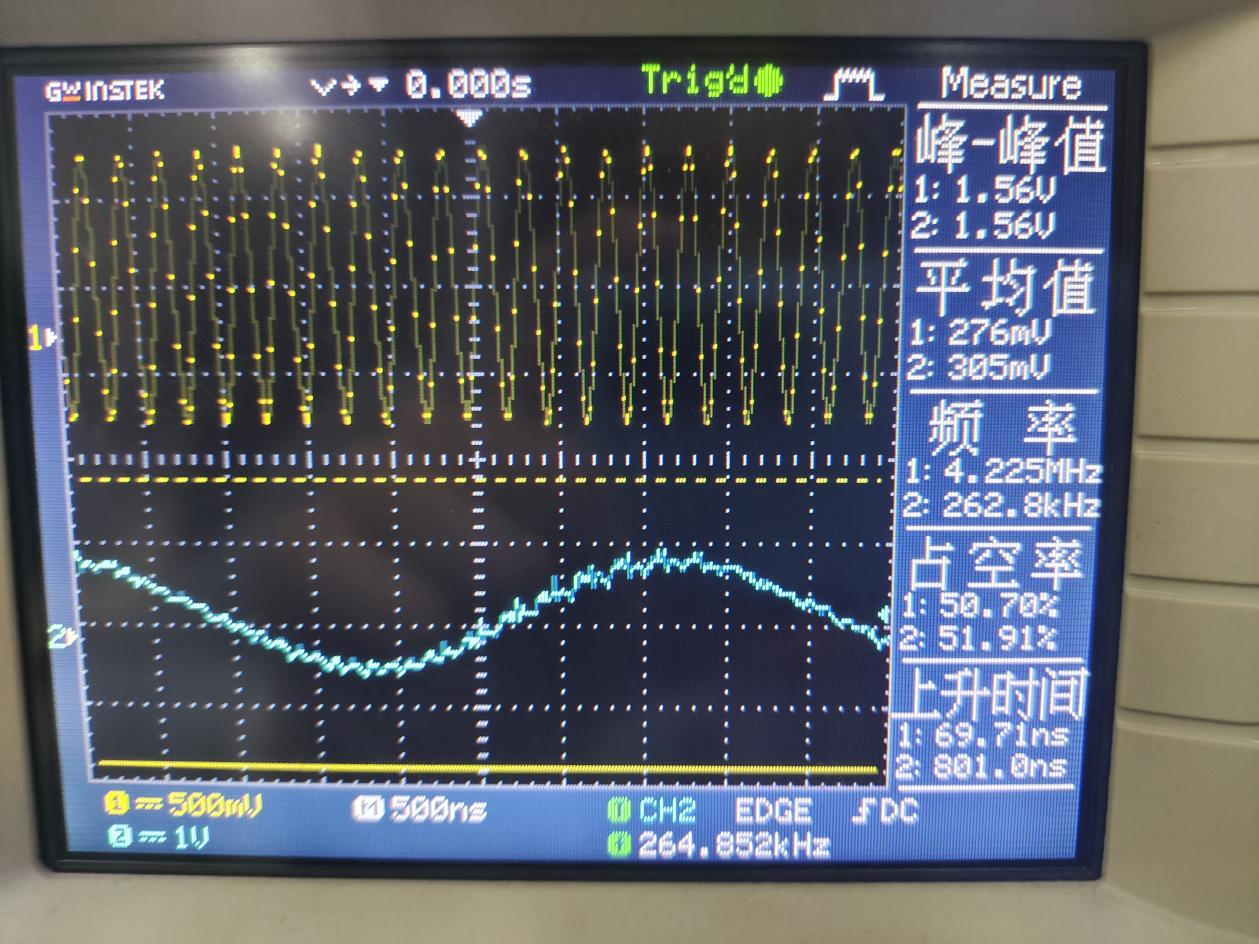 GWINSTEK 0.000s Trig'd Measure
峰-峰值
1: 1.56V
2: 1.56V
平均值
1: 276mV
2: 305mV
频 率
1: 4.225MHz
2: 262.8kHz
占空率
1: 50.70%
2: 51.91%
上升时间
1: 69.71ns
2: 801.0ns
1
2
1 500mV M 500ns CH2 EDGE DC
2 1V 264.852kHz